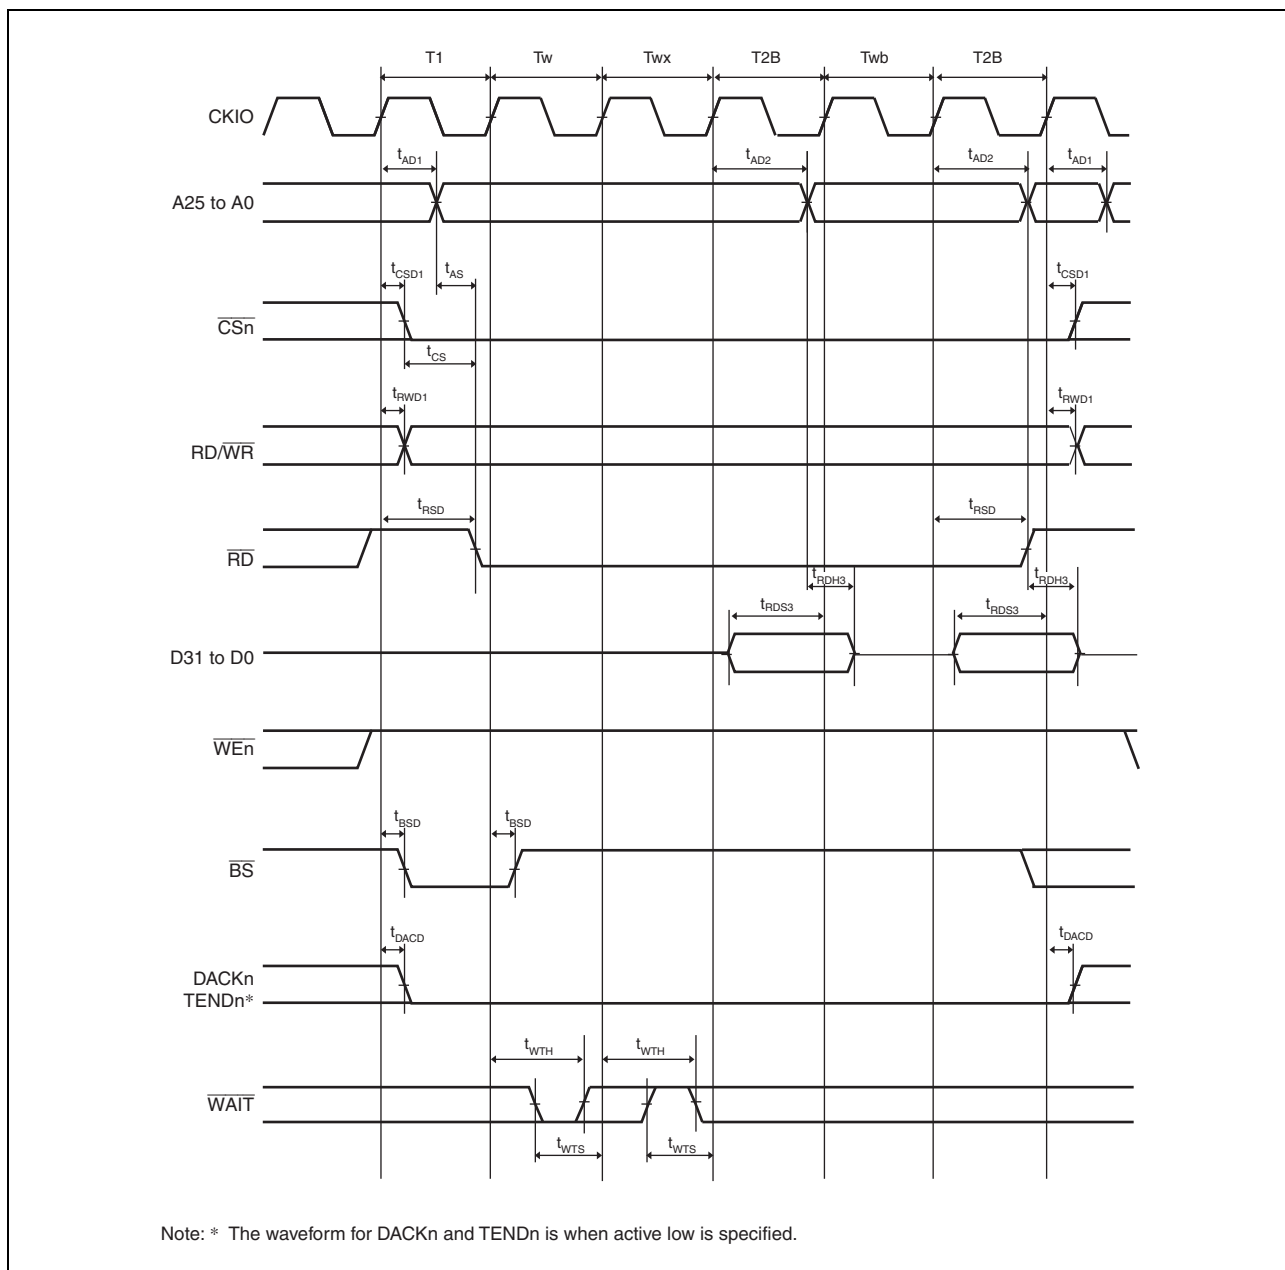 T1 Tw Twx T2B Twb T2B
CKIO
tAD1 tAD2 tAD2 tAD1
A25 to A0
tCSD1 tAS tCSD1
CSn
tCS
tRWD1 tRWD1
RD/WR
tRSD tRSD
RD
tRDH3 tRDH3
tRDS3 tRDS3
D31 to D0
WEn
tBSD tBSD
BS
tDACD tDACD
DACKn
TENDn*
tWTH tWTH
WAIT
tWTS tWTS
Note: * The waveform for DACKn and TENDn is when active low is specified.